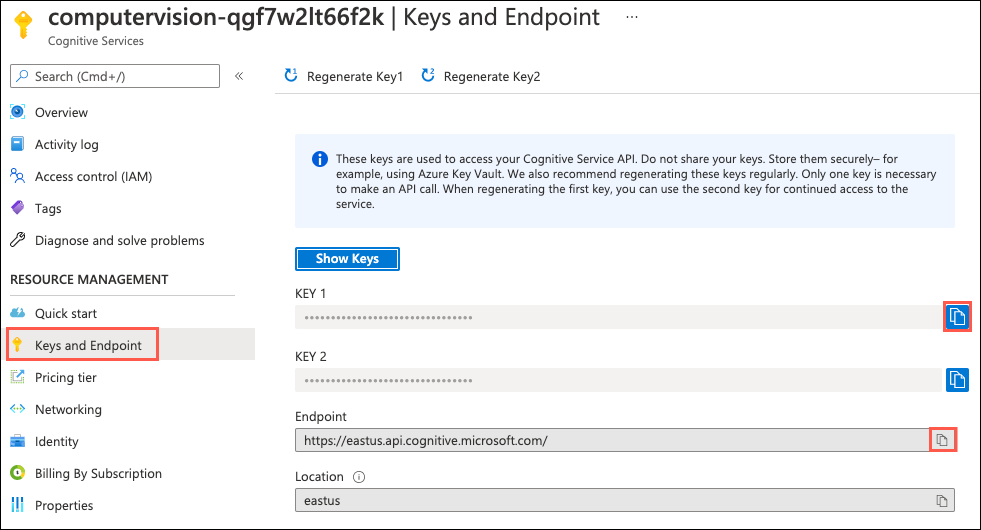 computervision-qgf7w2lt66f2k | Keys and Endpoint ...
Cognitive Services
Search (Cmd+/)
«
Regenerate Key1
Regenerate Key2
Overview
Activity log
Access control (IAM)
Tags
Diagnose and solve problems
RESOURCE MANAGEMENT
Quick start
Keys and Endpoint
Pricing tier
Networking
Identity
Billing By Subscription
Properties
These keys are used to access your Cognitive Service API. Do not share your keys. Store them securely– for
example, using Azure Key Vault. We also recommend regenerating these keys regularly. Only one key is necessary
to make an API call. When regenerating the first key, you can use the second key for continued access to the
service.
Show Keys
KEY 1
••••••••••••••••••••••••••••••••
KEY 2
••••••••••••••••••••••••••••••••
Endpoint
https://eastus.api.cognitive.microsoft.com/
Location
eastus